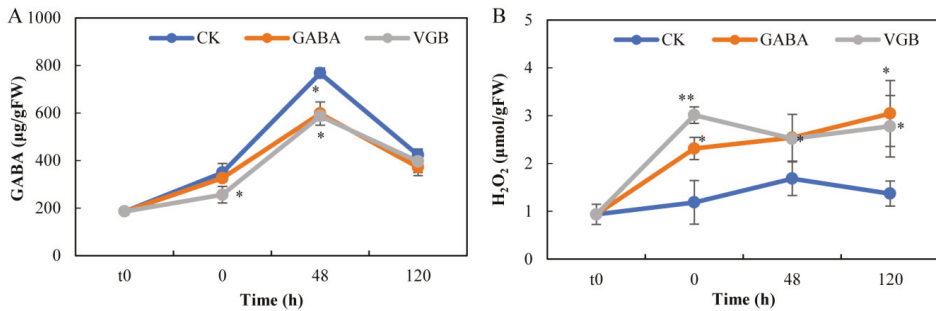 A
CK GABA VGB
GABA (µg/gFW)
1000
800
600
400
200
0
*
*
*
t0 0 48 120
Time (h)
B
CK GABA VGB
H₂O₂ (µmol/gFW)
5
4
3
2
1
0
**
*
*
*
*
t0 0 48 120
Time (h)